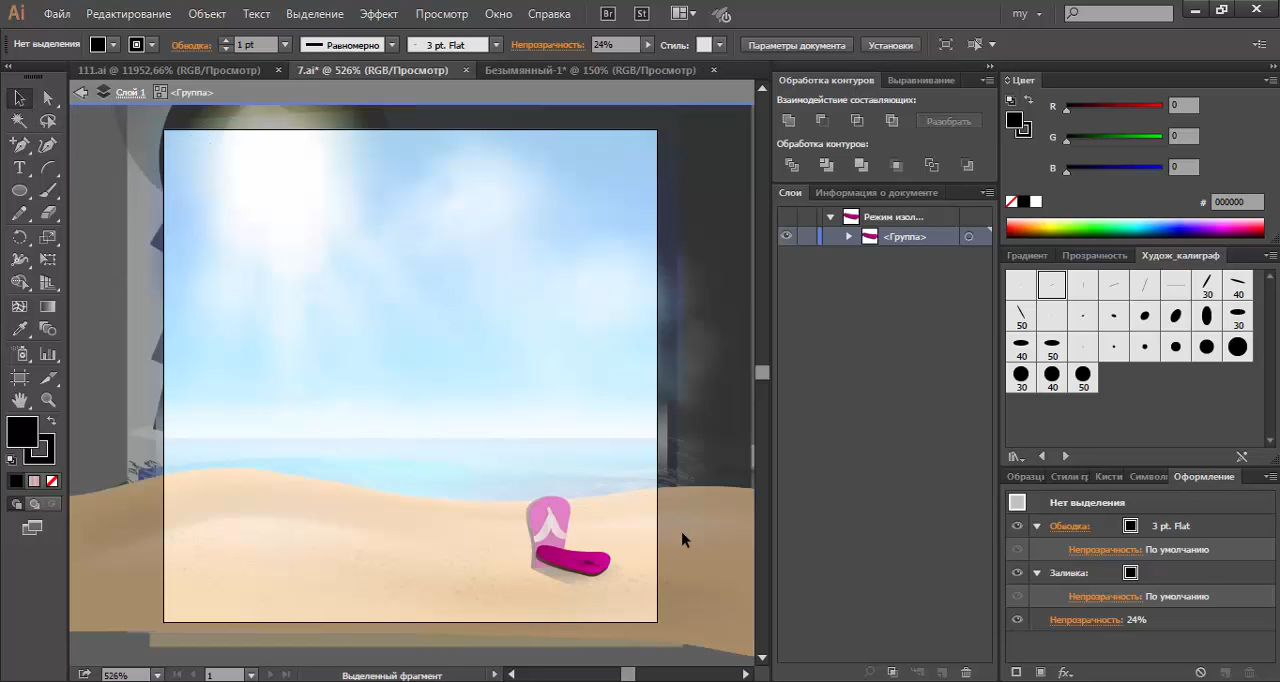 Ai Файл Редактирование Объект Текст Выделение Эффект Просмотр Окно Справка Br St my
Нет выделения Обводка: 1 pt Равномерно 3 pt. Flat Непрозрачность: 24% Стиль: Параметры документа Установки
111.ai @ 11952,66% (RGB/Просмотр) × 7.ai* @ 526% (RGB/Просмотр) × Безымянный-1* @ 150% (RGB/Просмотр) ×
Слой 1 <Группа>
Обработка контуров Выравнивание
Взаимодействие составляющих:
Разобрать
Обработка контуров:
Слои Информация о документе
Режим изол...
<Группа>
Цвет
R 0
G 0
B 0
# 000000
Градиент Прозрачность Худож_каллиграф
30 40
50 30
40 50
30 40 50
Образцы Стили гр Кисти Символы Оформление
Нет выделения
Обводка: 3 pt. Flat
Непрозрачность: По умолчанию
Заливка:
Непрозрачность: По умолчанию
Непрозрачность: 24%
526% 1 Выделенный фрагмент
fx